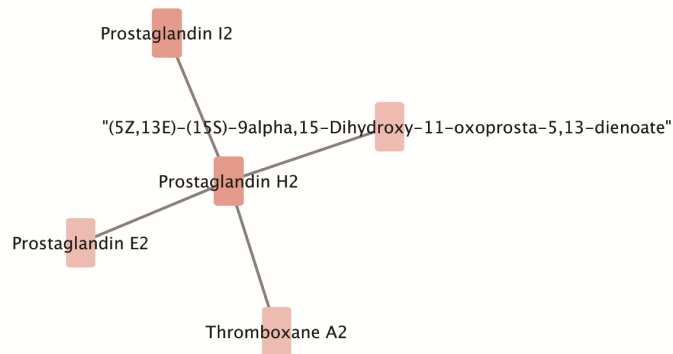 Prostaglandin I2
"(5Z,13E)-(15S)-9alpha,15-Dihydroxy-11-oxoprosta-5,13-dienoate"
Prostaglandin H2
Prostaglandin E2
Thromboxane A2